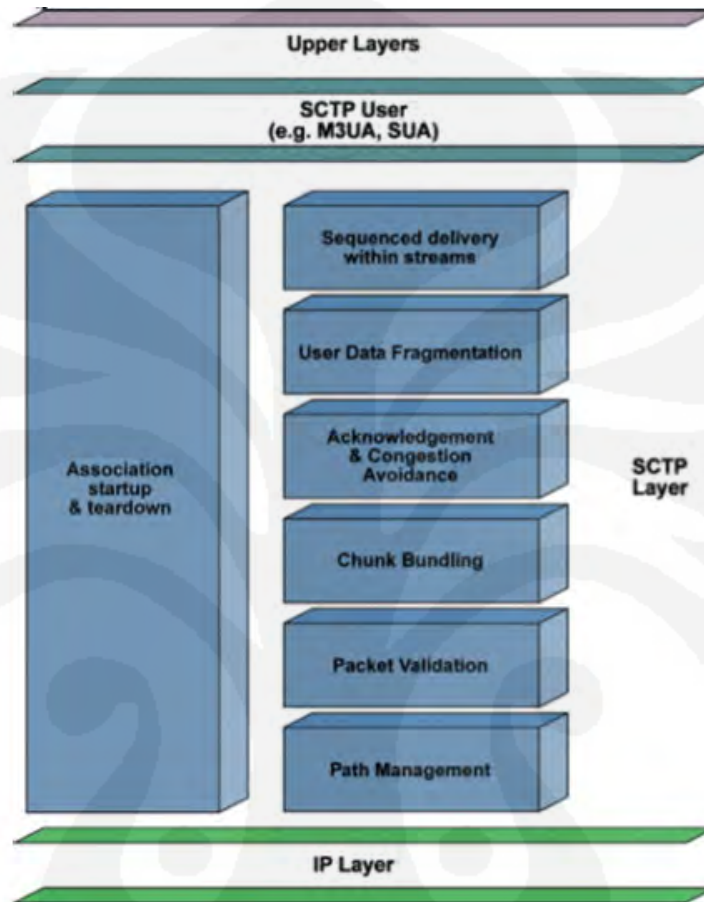 Upper Layers
SCTP User
(e.g. M3UA, SUA)
Sequenced delivery
within streams
User Data Fragmentation
Acknowledgement
& Congestion
Avoidance
Association
startup
& teardown
SCTP
Layer
Chunk Bundling
Packet Validation
Path Management
IP Layer